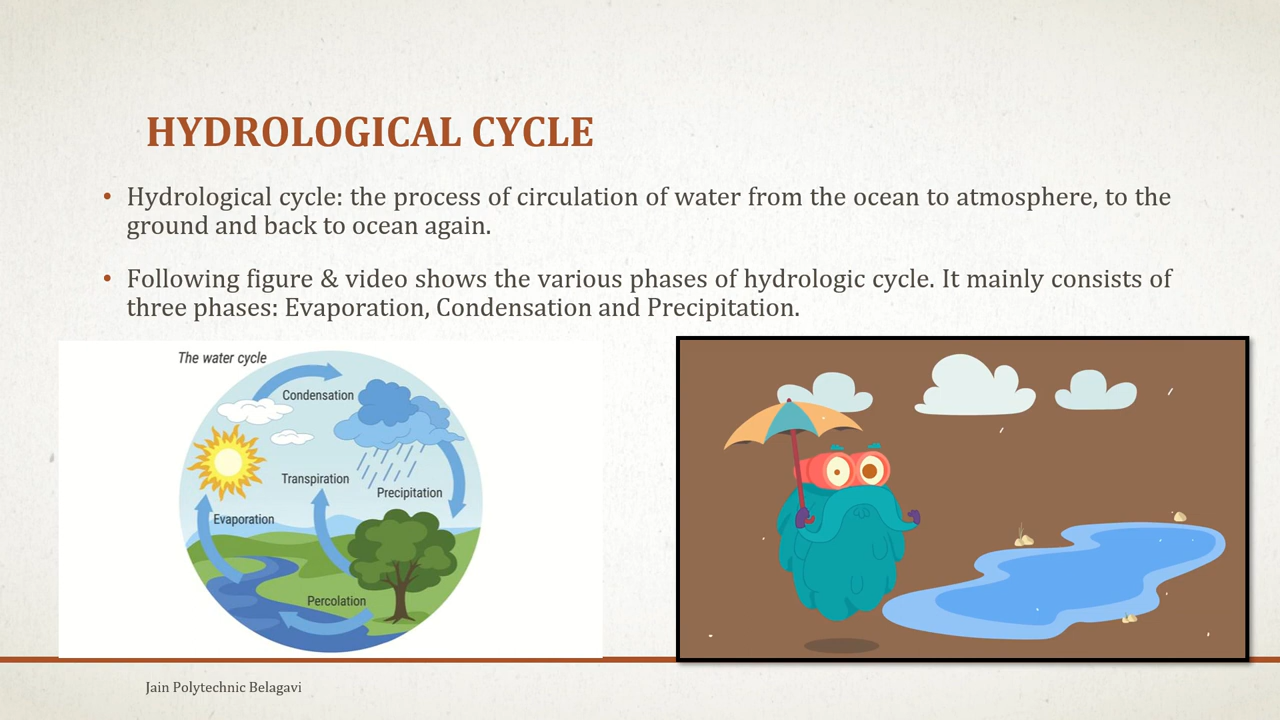 HYDROLOGICAL CYCLE
• Hydrological cycle: the process of circulation of water from the ocean to atmosphere, to the
ground and back to ocean again.
• Following figure & video shows the various phases of hydrologic cycle. It mainly consists of
three phases: Evaporation, Condensation and Precipitation.
The water cycle
Condensation
Transpiration
Precipitation
Evaporation
Percolation
Jain Polytechnic Belagavi